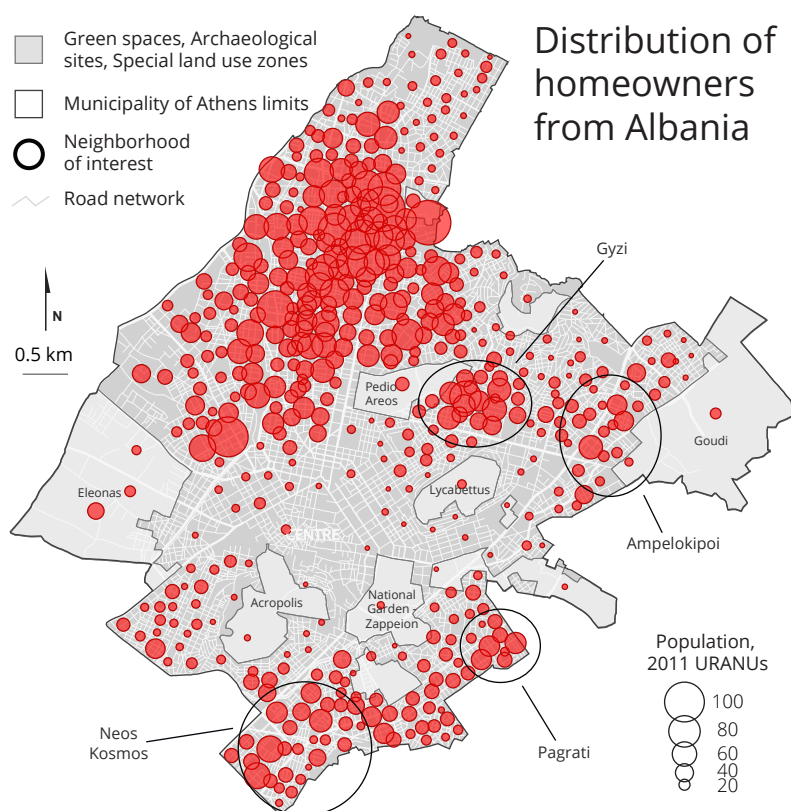 Distribution of
homeowners
from Albania
Green spaces, Archaeological
sites, Special land use zones
Municipality of Athens limits
Neighborhood
of interest
Road network
N
0.5 km
Gyzi
Pedio
Areos
Goudi
Eleonas
Lycabettus
CENTRE
Ampelokipoi
Acropolis
National
Garden
Zappeion
Neos
Kosmos
Pagrati
Population,
2011 URANUs
100
80
60
40
20